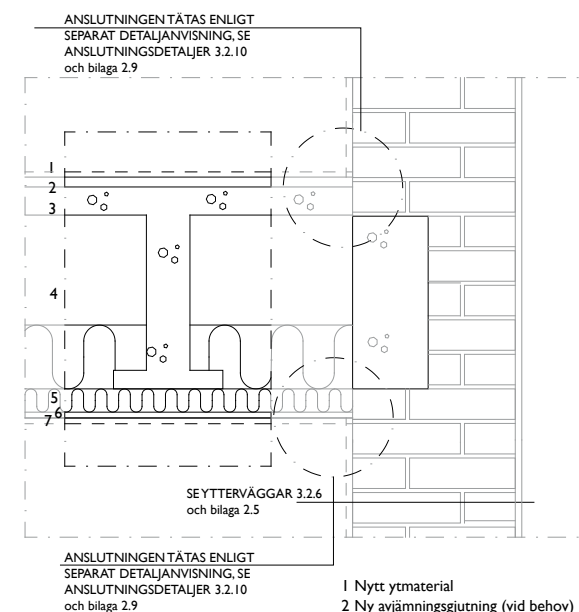 ANSLUTNINGEN TÄTAS ENLIGT
SEPARAT DETALJANVISNING, SE
ANSLUTNINGSDETALJER 3.2.10
och bilaga 2.9
1
2
3
4
5
6
7
SE YTTERVÄGGAR 3.2.6
och bilaga 2.5
ANSLUTNINGEN TÄTAS ENLIGT
SEPARAT DETALJANVISNING, SE
ANSLUTNINGSDETALJER 3.2.10
och bilaga 2.9
1 Nytt ytmaterial
2 Ny avjämningsgjutning (vid behov)